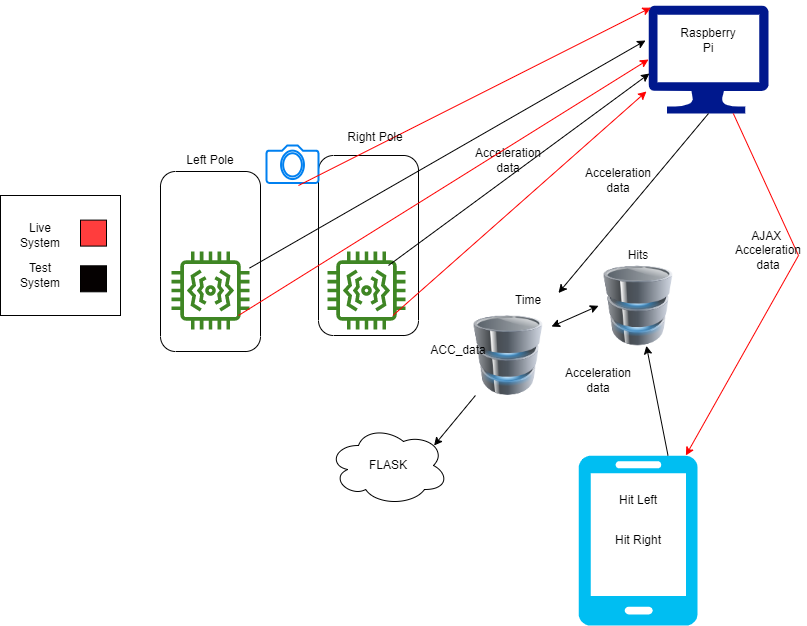 Raspberry
Pi
Right Pole
Left Pole
Acceleration
data
Acceleration
data
Live
System
Test
System
AJAX
Acceleration
data
Hits
Time
ACC_data
Acceleration
data
FLASK
Hit Left
Hit Right